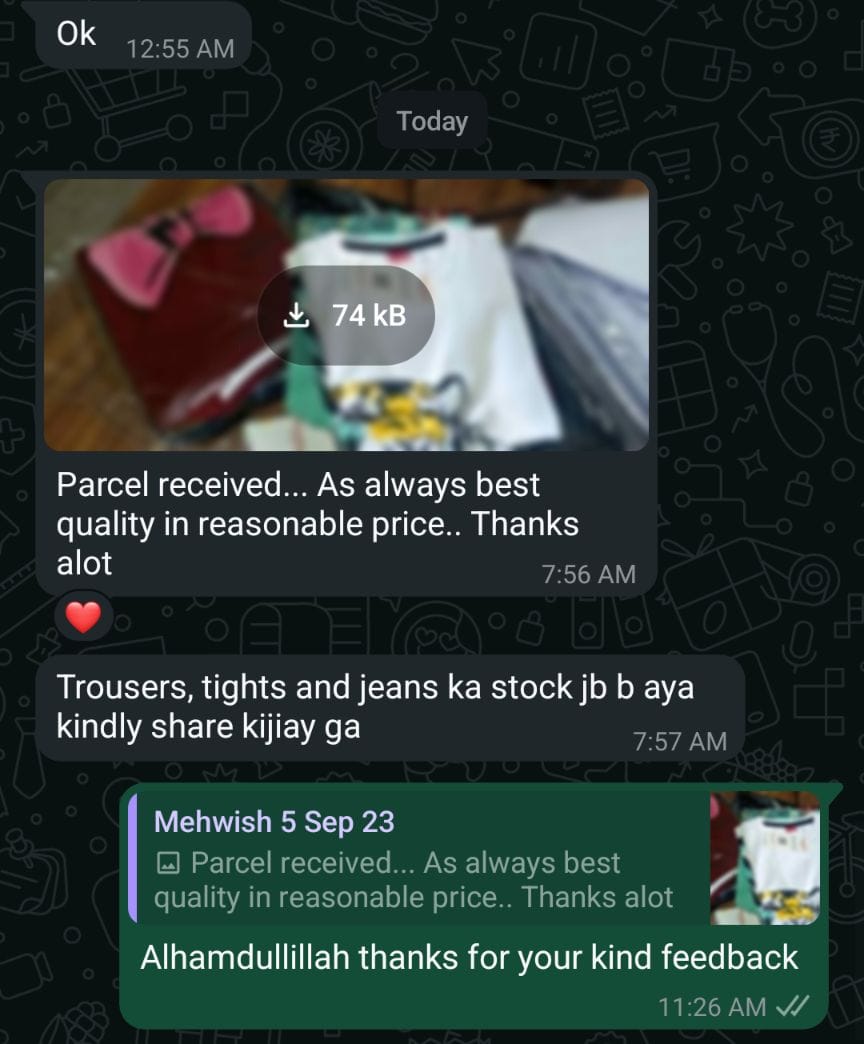 Ok
12:55 AM
Today
74 kB
Parcel received... As always best
quality in reasonable price.. Thanks
alot
7:56 AM
Trousers, tights and jeans ka stock jb b aya
kindly share kijiay ga
7:57 AM
Mehwish 5 Sep 23
Parcel received... As always best
quality in reasonable price.. Thanks alot
Alhamdullillah thanks for your kind feedback
11:26 AM